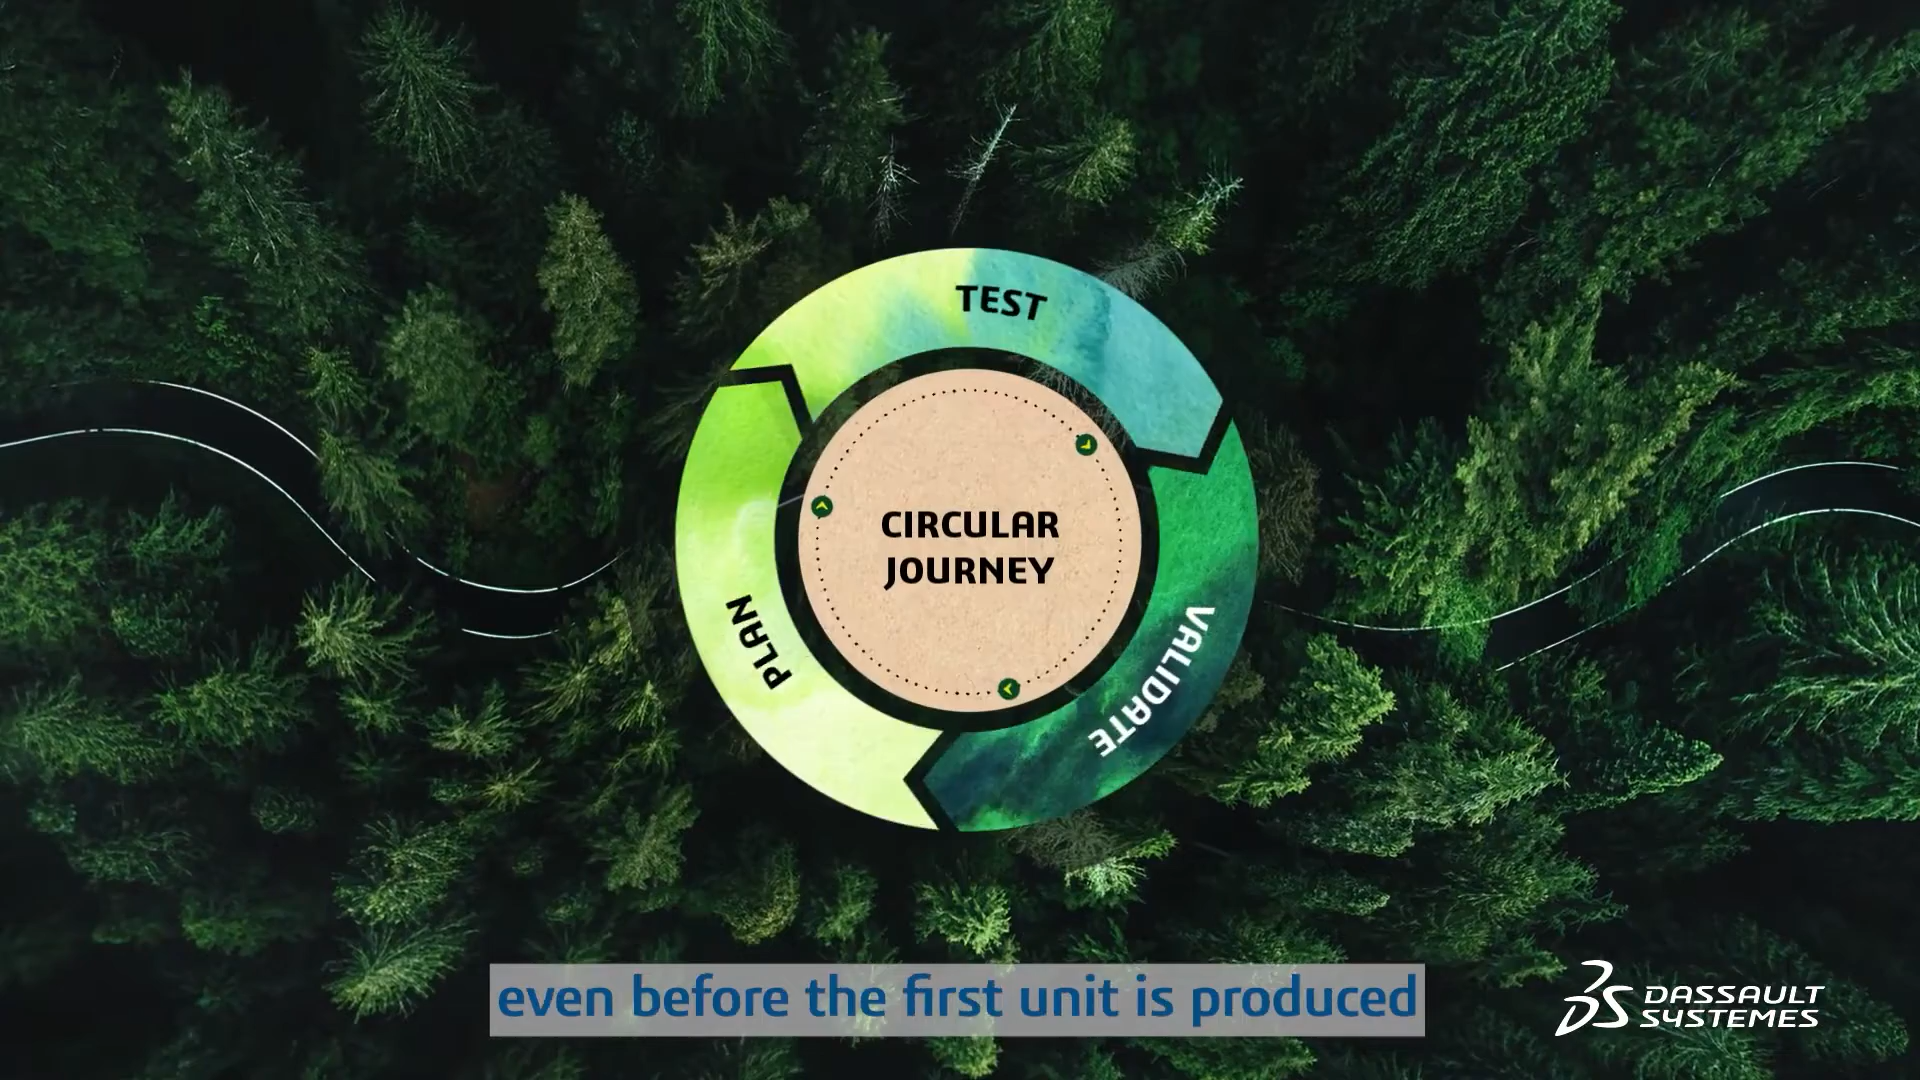 TEST
CIRCULAR
JOURNEY
PLAN
VALIDATE
even before the first unit is produced
DASSAULT
SYSTEMES